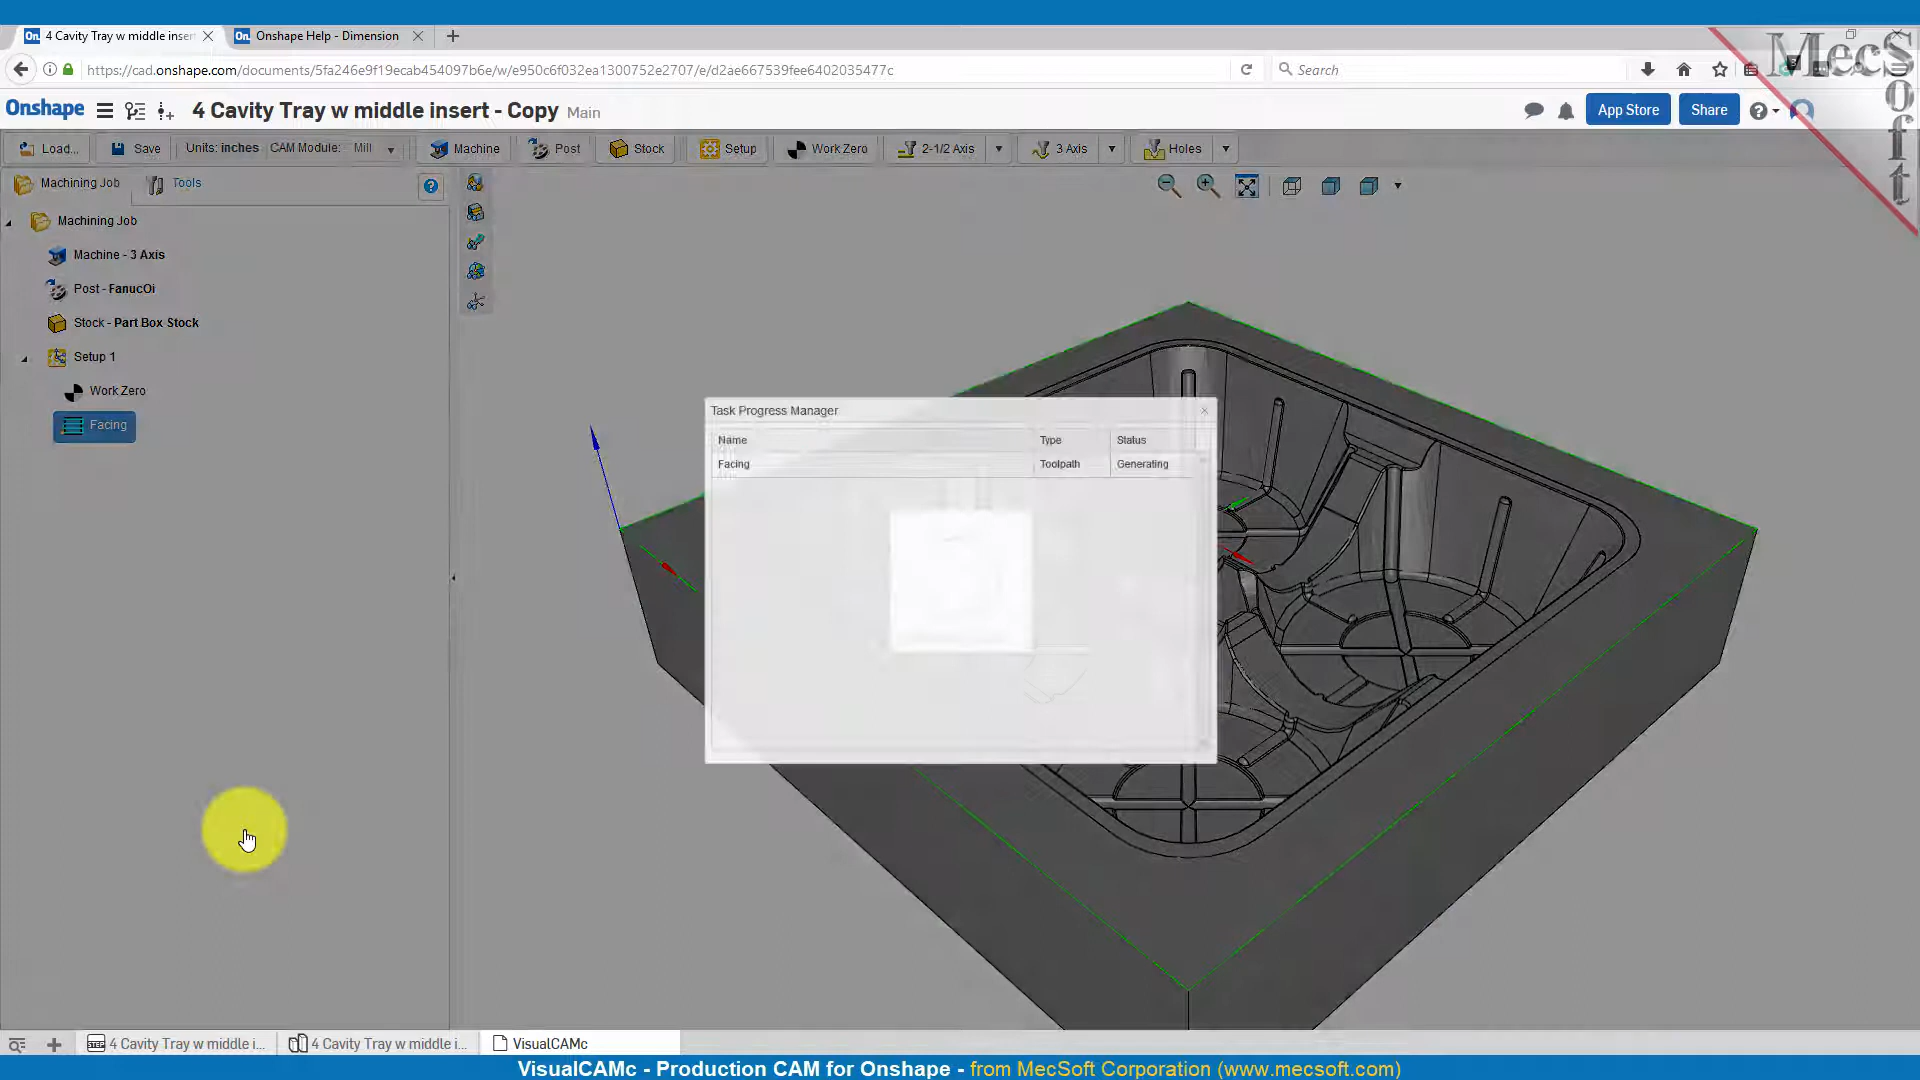 4 Cavity Tray w middle inser
Onshape Help - Dimension
https://cad.onshape.com/documents/5fa246e9f19ecab454097b6e/w/e950c6f032ea1300752e2707/e/d2ae667539fee6402035477c
Search
MecSoft
Onshape
4 Cavity Tray w middle insert - Copy Main
App Store
Share
Load...
Save
Units: inches
CAM Module: Mill
Machine
Post
Stock
Setup
Work Zero
2-1/2 Axis
3 Axis
Holes
Machining Job
Tools
Machining Job
Machine - 3 Axis
Post - FanucOi
Stock - Part Box Stock
Setup 1
Work Zero
Facing
Task Progress Manager
Name Type Status
Facing Toolpath Generating
4 Cavity Tray w middle i...
4 Cavity Tray w middle i...
VisualCAMc
VisualCAMc - Production CAM for Onshape - from MecSoft Corporation (www.mecsoft.com)